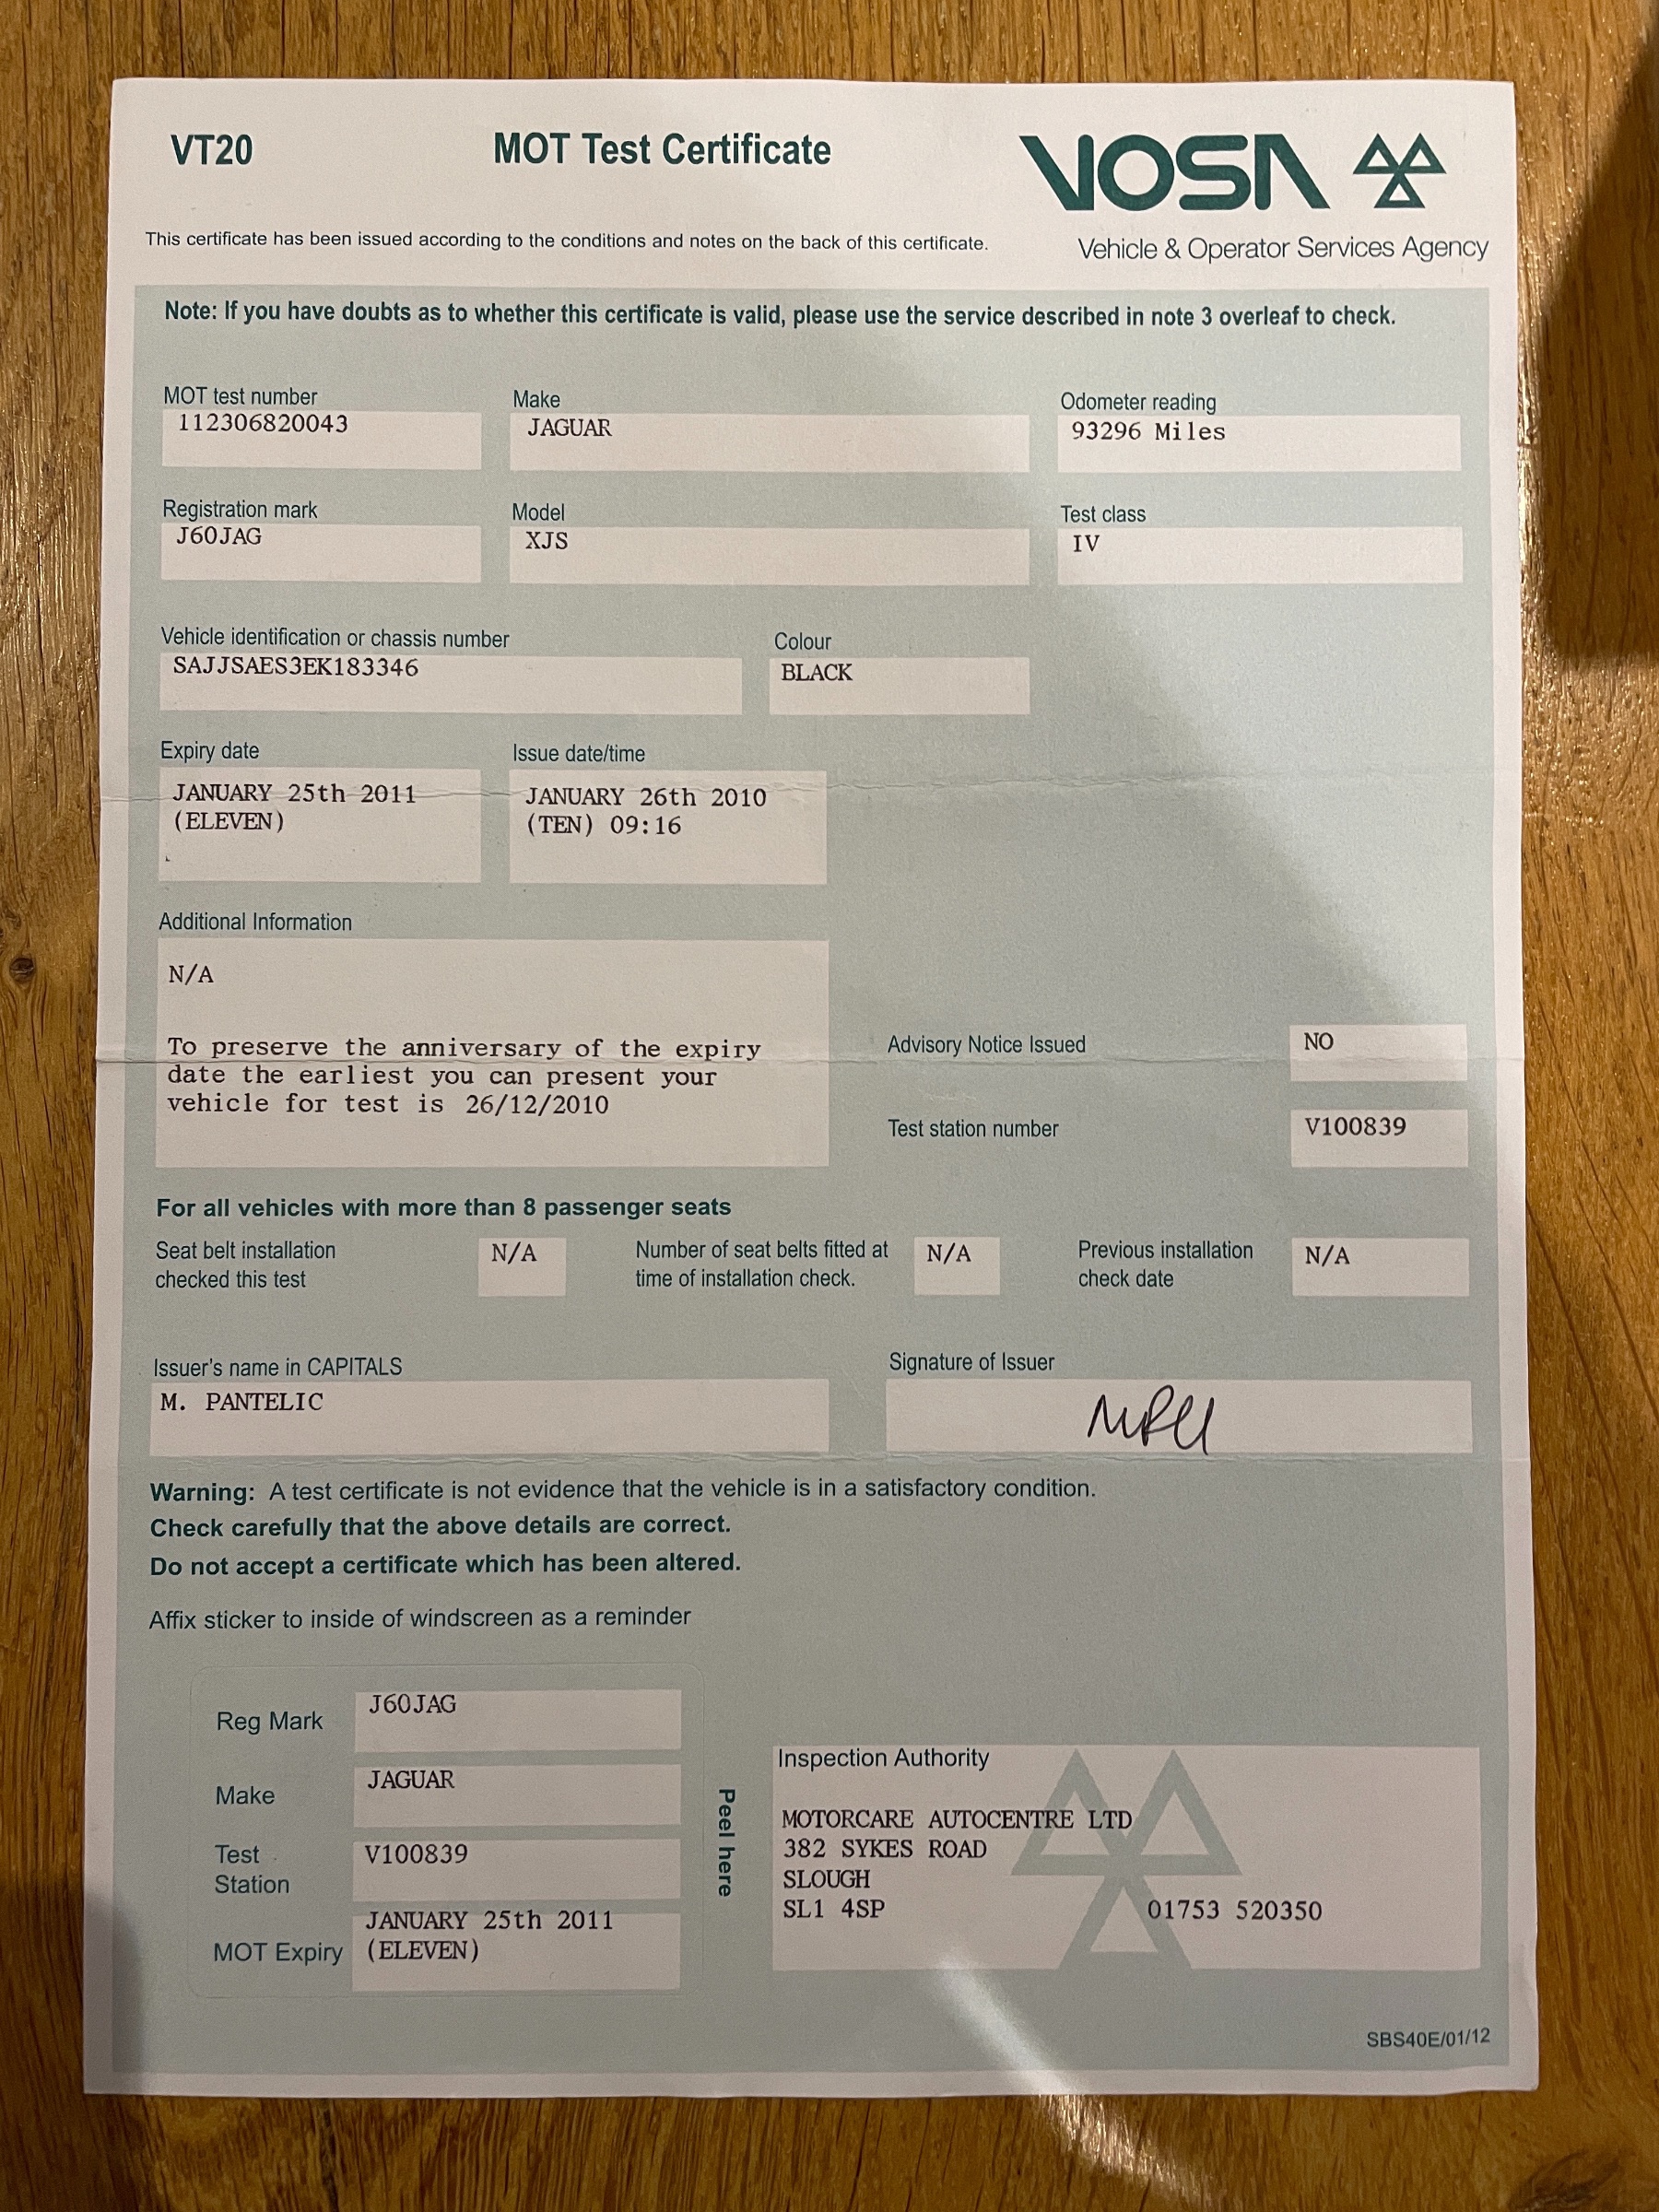 VT20
MOT Test Certificate
VOSA
This certificate has been issued according to the conditions and notes on the back of this certificate.
Vehicle & Operator Services Agency
Note: If you have doubts as to whether this certificate is valid, please use the service described in note 3 overleaf to check.
MOT test number
112306820043
Make
JAGUAR
Odometer reading
93296 Miles
Registration mark
J60JAG
Model
XJS
Test class
IV
Vehicle identification or chassis number
SAJJSAES3EK183346
Colour
BLACK
Expiry date
JANUARY 25th 2011
(ELEVEN)
Issue date/time
JANUARY 26th 2010
(TEN) 09:16
Additional Information
N/A
To preserve the anniversary of the expiry
date the earliest you can present your
vehicle for test is 26/12/2010
Advisory Notice Issued
NO
Test station number
V100839
For all vehicles with more than 8 passenger seats
Seat belt installation
checked this test
N/A
Number of seat belts fitted at
time of installation check.
N/A
Previous installation
check date
N/A
Issuer's name in CAPITALS
M. PANTELIC
Signature of Issuer
Warning: A test certificate is not evidence that the vehicle is in a satisfactory condition.
Check carefully that the above details are correct.
Do not accept a certificate which has been altered.
Affix sticker to inside of windscreen as a reminder
Reg Mark
J60JAG
Make
JAGUAR
Test
Station
V100839
MOT Expiry
JANUARY 25th 2011
(ELEVEN)
Peel here
Inspection Authority
MOTORCARE AUTOCENTRE LTD
382 SYKES ROAD
SLOUGH
SL1 4SP
01753 520350
SBS40E/01/12